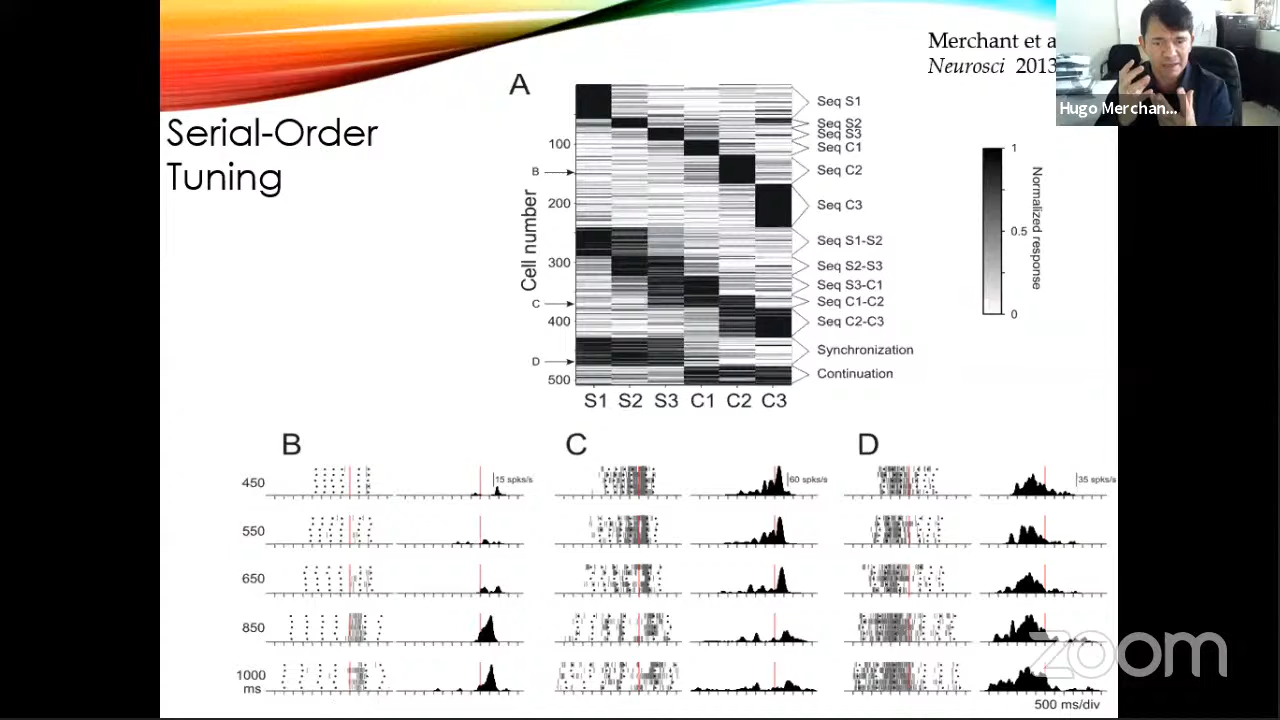 Merchant et a
Neurosci 2013
Hugo Merchan...
Serial-Order
Tuning
A
Cell number
100
B
200
300
C
400
D
500
Seq S1
Seq S2
Seq S3
Seq C1
Seq C2
Seq C3
Seq S1-S2
Seq S2-S3
Seq S3-C1
Seq C1-C2
Seq C2-C3
Synchronization
Continuation
1
0.5
0
Normalized response
S1 S2 S3 C1 C2 C3
B
C
D
450
15 spks/s
60 spks/s
35 spks/s
550
650
850
1000
ms
500 ms/div
zoom